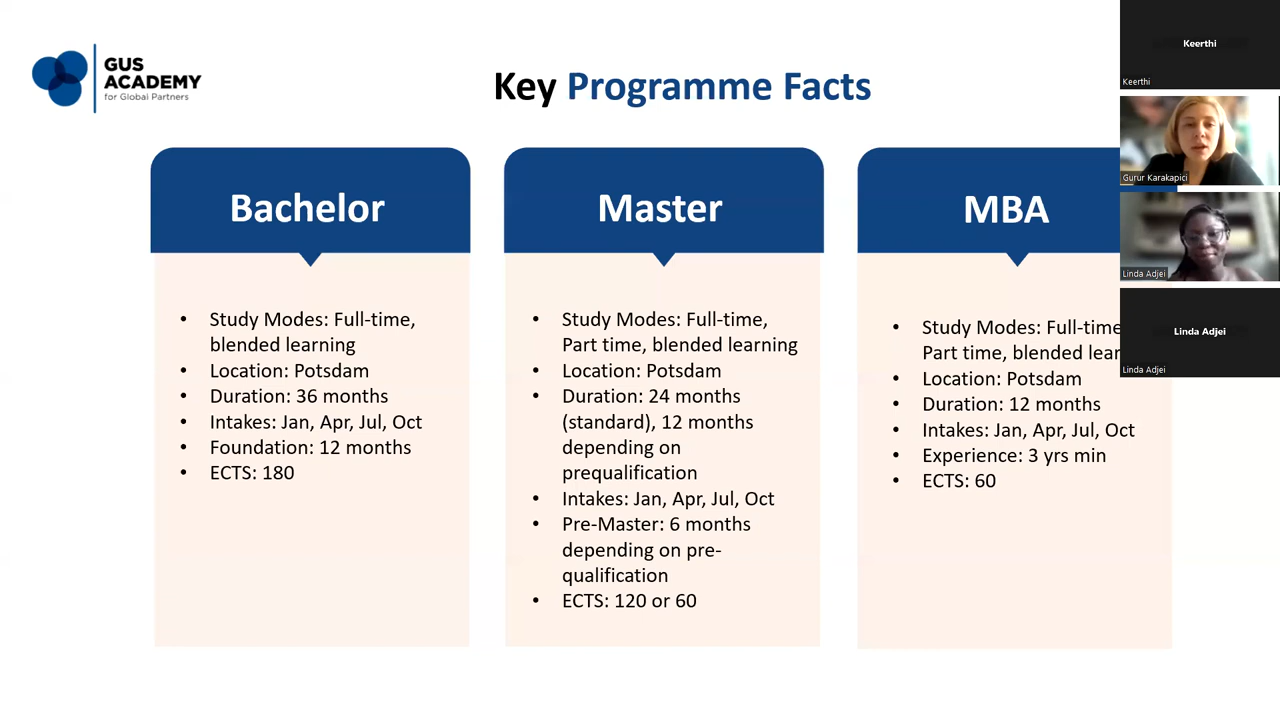 GUS
ACADEMY
for Global Partners
Key Programme Facts
Bachelor
Study Modes: Full-time,
blended learning
Location: Potsdam
Duration: 36 months
Intakes: Jan, Apr, Jul, Oct
Foundation: 12 months
ECTS: 180
Master
Study Modes: Full-time,
Part time, blended learning
Location: Potsdam
Duration: 24 months
(standard), 12 months
depending on
prequalification
Intakes: Jan, Apr, Jul, Oct
Pre-Master: 6 months
depending on pre-
qualification
ECTS: 120 or 60
MBA
Study Modes: Full-time
Part time, blended lear
Location: Potsdam
Duration: 12 months
Intakes: Jan, Apr, Jul, Oct
Experience: 3 yrs min
ECTS: 60
Keerthi
Keerthi
Gurur Karakapici
Linda Adjei
Linda Adjei
Linda Adjei